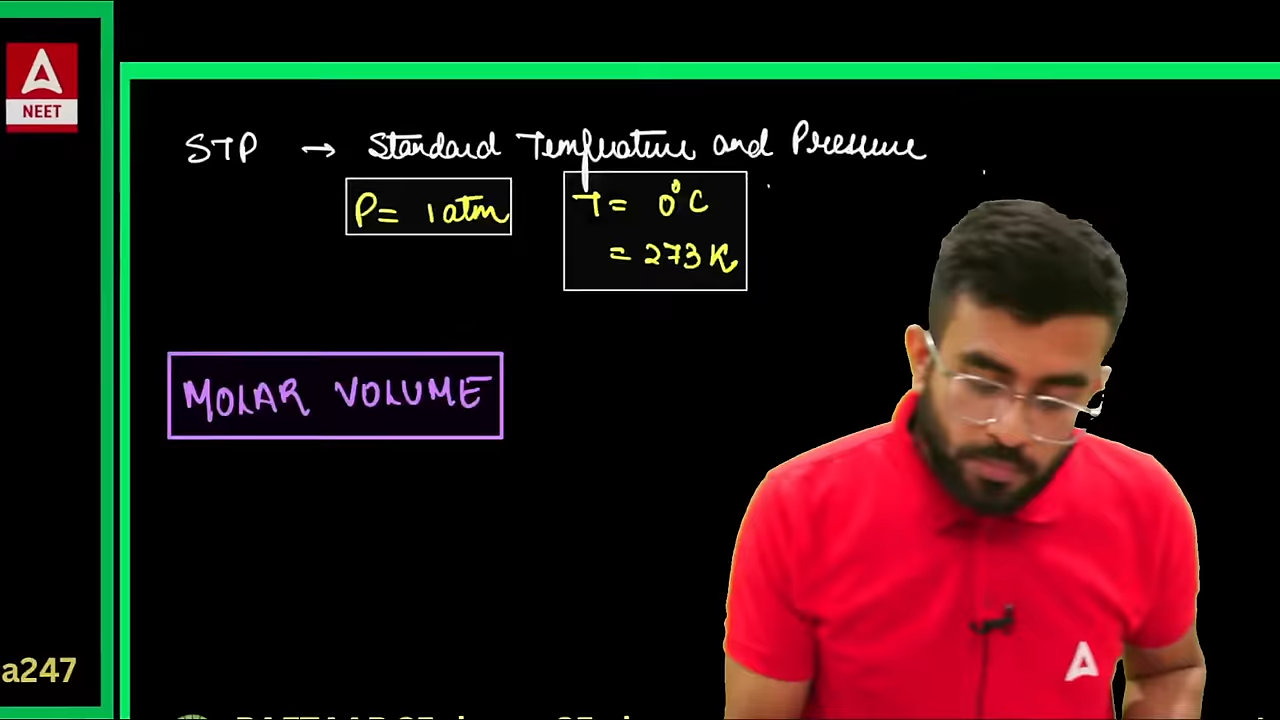 NEET
STP → Standard Temperature and Pressure
P = 1 atm
T = 0°C
= 273 K
MOLAR VOLUME
a247